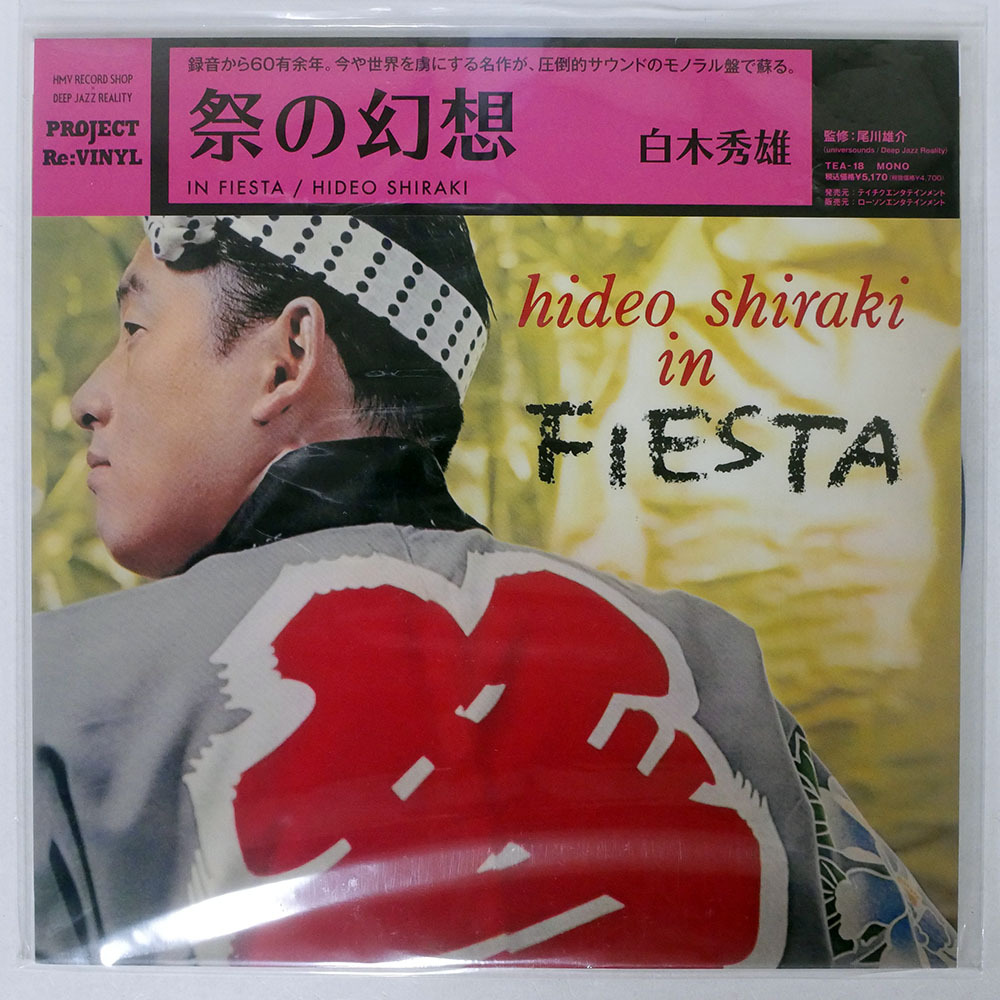 HMV RECORD SHOP
×
DEEP JAZZ REALITY
PROJECT
Re:VINYL
録音から60有余年。今や世界を虜にする名作が、圧倒的サウンドのモノラル盤で蘇る。
祭の幻想
白木秀雄
IN FIESTA / HIDEO SHIRAKI
監修：尾川雄介
(universounds / Deep Jazz Reality)
TEA-18 MONO
税込価格¥5,170(税抜価格¥4,700)
発売元：テイチクエンタテインメント
販売元：ローソンエンタテインメント
hideo shiraki
in
FIESTA